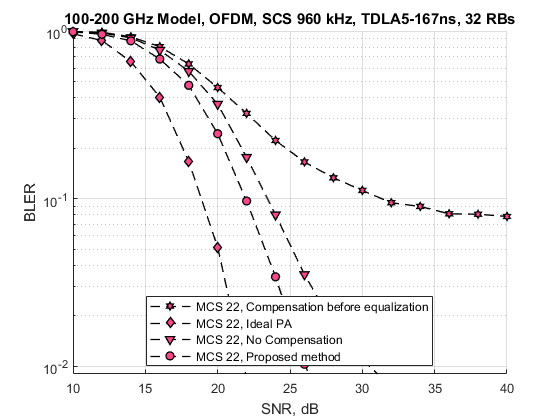 100-200 GHz Model, OFDM, SCS 960 kHz, TDLA5-167ns, 32 RBs
10^0
10^-1
10^-2
BLER
MCS 22, Compensation before equalization
MCS 22, Ideal PA
MCS 22, No Compensation
MCS 22, Proposed method
10 15 20 25 30 35 40
SNR, dB